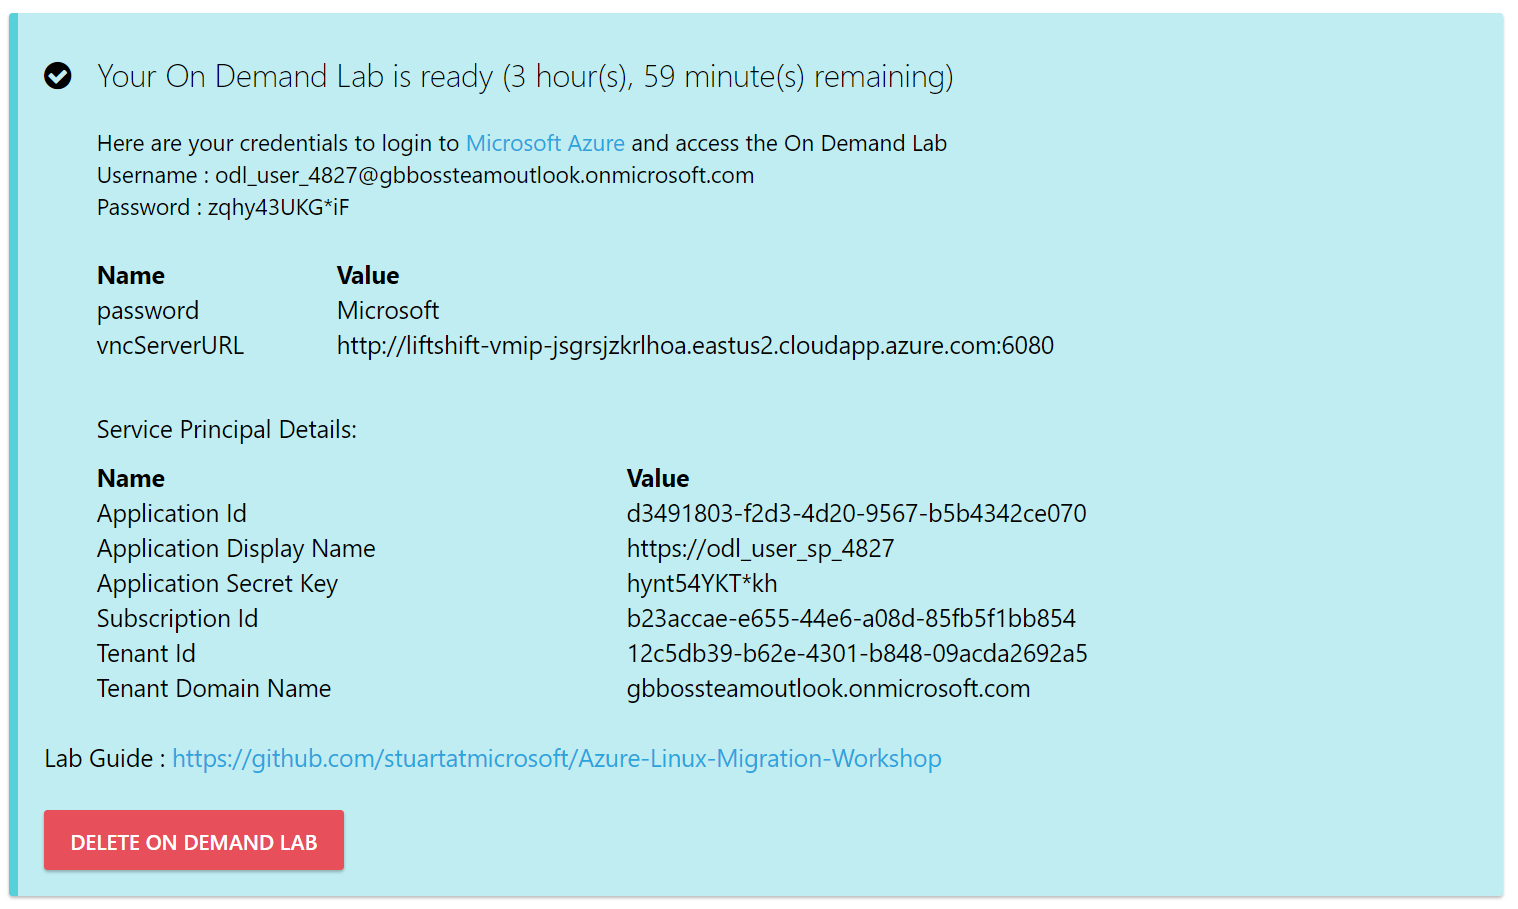 Your On Demand Lab is ready (3 hour(s), 59 minute(s) remaining)
Here are your credentials to login to Microsoft Azure and access the On Demand Lab
Username : odl_user_4827@gbbossteamoutlook.onmicrosoft.com
Password : zqhy43UKG*iF
Name Value
password Microsoft
vncServerURL http://liftshift-vmip-jsgrsjzkrlhoa.eastus2.cloudapp.azure.com:6080
Service Principal Details:
Name Value
Application Id d3491803-f2d3-4d20-9567-b5b4342ce070
Application Display Name https://odl_user_sp_4827
Application Secret Key hynt54YKT*kh
Subscription Id b23accae-e655-44e6-a08d-85fb5f1bb854
Tenant Id 12c5db39-b62e-4301-b848-09acda2692a5
Tenant Domain Name gbbossteamoutlook.onmicrosoft.com
Lab Guide : https://github.com/stuartatmicrosoft/Azure-Linux-Migration-Workshop
DELETE ON DEMAND LAB